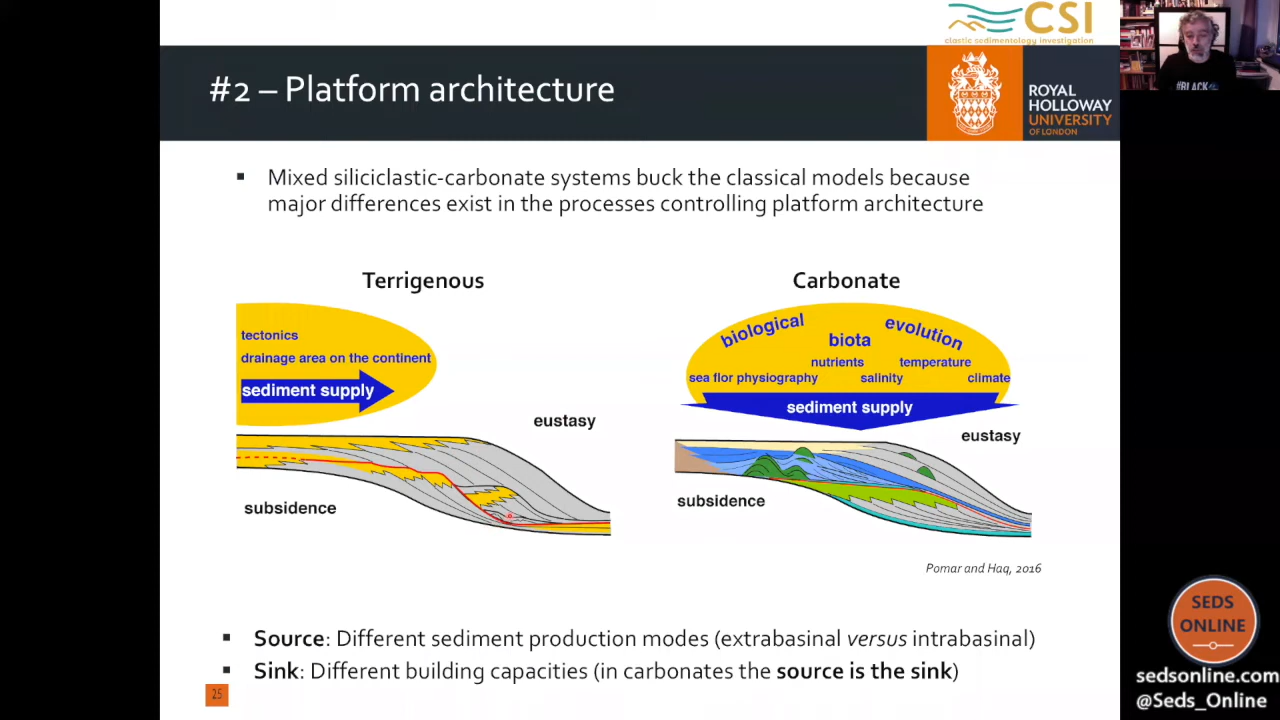 CSI
clastic sedimentology investigation
#2 – Platform architecture
ROYAL
HOLLOWAY
UNIVERSITY
OF LONDON
#BLACK
▪ Mixed siliciclastic-carbonate systems buck the classical models because
major differences exist in the processes controlling platform architecture
Terrigenous
tectonics
drainage area on the continent
sediment supply
eustasy
subsidence
Carbonate
biological
biota
evolution
nutrients
temperature
sea flor physiography
salinity
climate
sediment supply
eustasy
subsidence
Pomar and Haq, 2016
▪ Source: Different sediment production modes (extrabasinal versus intrabasinal)
▪ Sink: Different building capacities (in carbonates the source is the sink)
25
SEDS
ONLINE
sedsonline.com
@Seds_Online